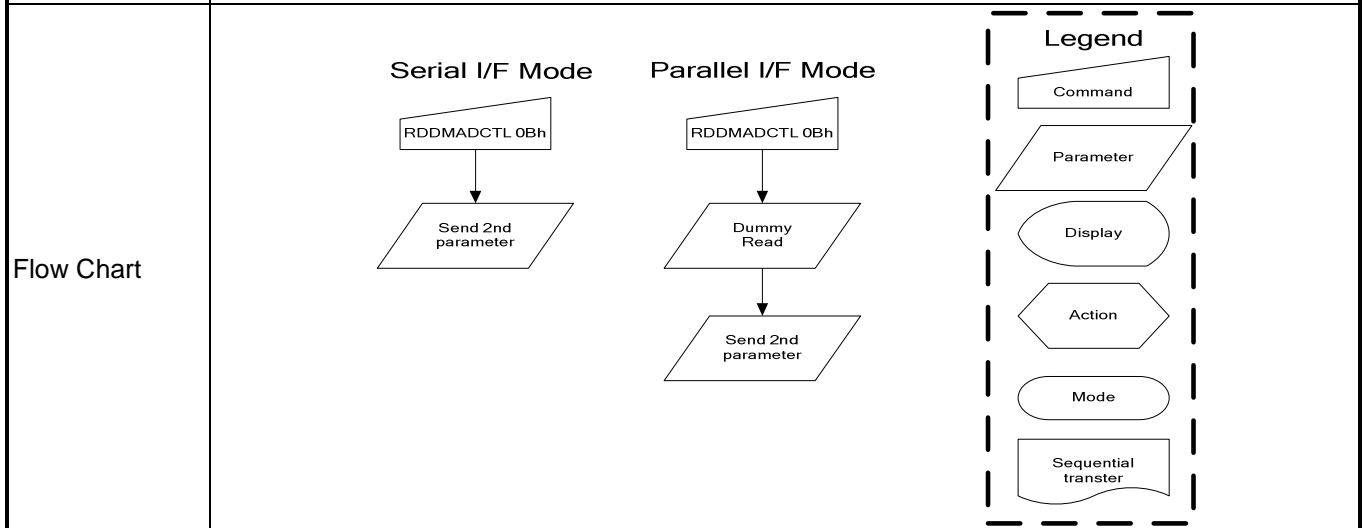 Flow Chart
Serial I/F Mode
RDDMADCTL 0Bh
Send 2nd
parameter
Parallel I/F Mode
RDDMADCTL 0Bh
Dummy
Read
Send 2nd
parameter
Legend
Command
Parameter
Display
Action
Mode
Sequential
transter